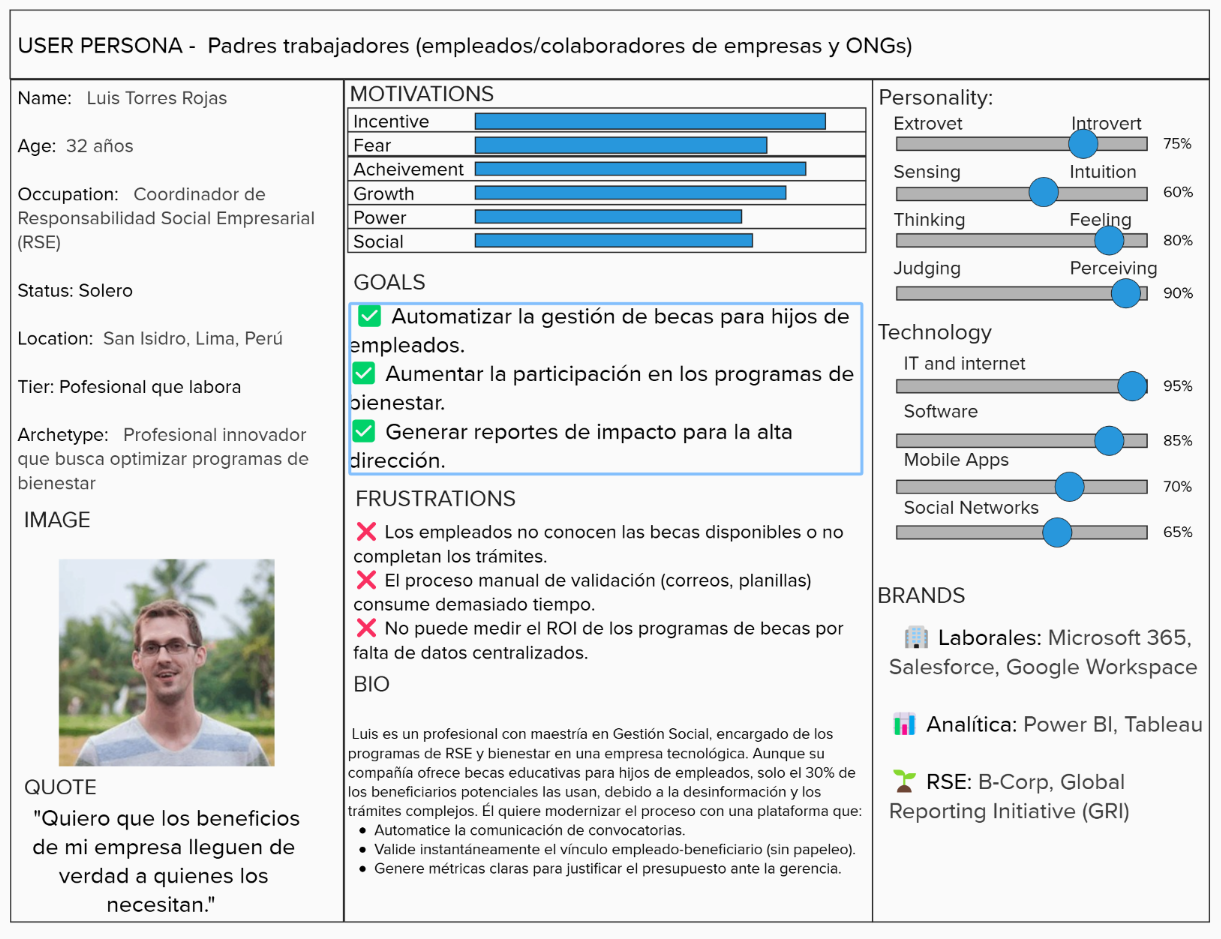 USER PERSONA - Padres trabajadores (empleados/colaboradores de empresas y ONGs)
Name: Luis Torres Rojas
Age: 32 años
Occupation: Coordinador de
Responsabilidad Social Empresarial
(RSE)
Status: Solero
Location: San Isidro, Lima, Perú
Tier: Pofesional que labora
Archetype: Profesional innovador
que busca optimizar programas de
bienestar
IMAGE
QUOTE
"Quiero que los beneficios
de mi empresa lleguen de
verdad a quienes los
necesitan."
MOTIVATIONS
Incentive
Fear
Acheivement
Growth
Power
Social
GOALS
✅ Automatizar la gestión de becas para hijos de
empleados.
✅ Aumentar la participación en los programas de
bienestar.
✅ Generar reportes de impacto para la alta
dirección.
FRUSTRATIONS
❌ Los empleados no conocen las becas disponibles o no
completan los trámites.
❌ El proceso manual de validación (correos, planillas)
consume demasiado tiempo.
❌ No puede medir el ROI de los programas de becas por
falta de datos centralizados.
BIO
Luis es un profesional con maestría en Gestión Social, encargado de los
programas de RSE y bienestar en una empresa tecnológica. Aunque su
compañía ofrece becas educativas para hijos de empleados, solo el 30% de
los beneficiarios potenciales las usan, debido a la desinformación y los
trámites complejos. Él quiere modernizar el proceso con una plataforma que:
● Automatice la comunicación de convocatorias.
● Valide instantáneamente el vínculo empleado-beneficiario (sin papeleo).
● Genere métricas claras para justificar el presupuesto ante la gerencia.
Personality:
Extrovet Introvert
75%
Sensing Intuition
60%
Thinking Feeling
80%
Judging Perceiving
90%
Technology
IT and internet
95%
Software
85%
Mobile Apps
70%
Social Networks
65%
BRANDS
🏢 Laborales: Microsoft 365,
Salesforce, Google Workspace
📊 Analítica: Power BI, Tableau
🌱 RSE: B-Corp, Global
Reporting Initiative (GRI)